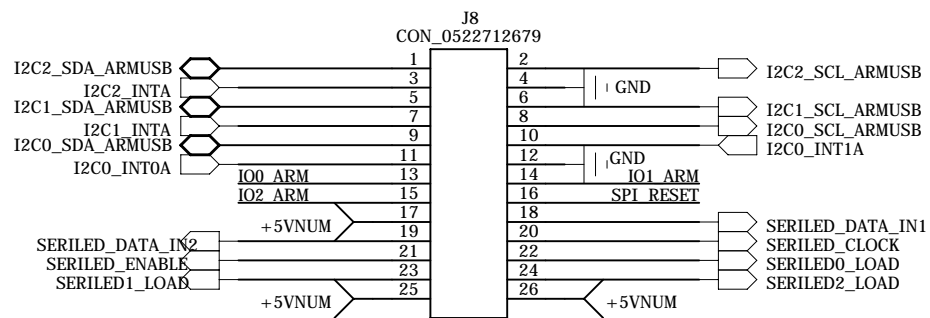 J8
CON_0522712679
I2C2_SDA_ARMUSB 1 2 I2C2_SCL_ARMUSB
I2C2_INTA 3 4 GND
I2C1_SDA_ARMUSB 5 6 I2C1_SCL_ARMUSB
I2C1_INTA 7 8 I2C0_SCL_ARMUSB
I2C0_SDA_ARMUSB 9 10 I2C0_INT1A
I2C0_INT0A 11 12 GND
IO0_ARM 13 14 IO1_ARM
IO2_ARM 15 16 SPI_RESET
+5VNUM 17 18 SERILED_DATA_IN1
SERILED_DATA_IN2 19 20 SERILED_CLOCK
SERILED_ENABLE 21 22 SERILED0_LOAD
SERILED1_LOAD 23 24 SERILED2_LOAD
+5VNUM 25 26 +5VNUM